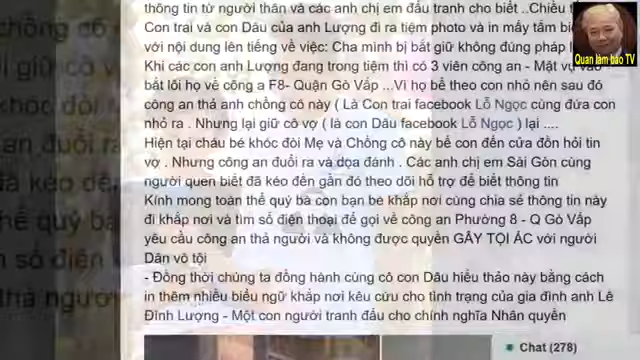 thông tin từ người thân và các anh chị em đấu tranh cho biết ..Chiều
Con trai và con Dâu của anh Lượng đi ra tiệm photo và in mấy tấm
với nội dung lên tiếng về việc: Cha mình bị bắt giữ không đúng pháp
Khi các con anh Lượng đang trong tiệm thì có 3 viên công an - Mật vụ vào
bắt lôi họ về công a F8- Quận Gò Vấp ...Vì họ bế theo con nhỏ nên sau đó
công an thả anh chồng cô này ( Là Con trai facebook Lỗ Ngọc cùng đứa con
nhỏ ra . Nhưng lại giữ cô vợ ( là con Dâu facebook Lỗ Ngọc ) lại ....
Hiện tại cháu bé khóc đòi Mẹ và Chồng cô này bế con đến cửa đồn hỏi tin
vợ . Nhưng công an đuổi ra và dọa đánh . Các anh chị em Sài Gòn cùng
người quen biết đã kéo đến gần đó theo dõi hỗ trợ để biết thông tin
Kính mong toàn thể quý bà con bạn bè khắp nơi cùng chia sẻ thông tin này
đi khắp nơi và tìm số điện thoại để gọi về công an Phường 8 - Q Gò Vấp
yêu cầu công an thả người và không được quyền GÂY TỘI ÁC với người
Dân vô tội
- Đồng thời chúng ta đồng hành cùng cô con Dâu hiếu thảo này bằng cách
in thêm nhiều biểu ngữ khắp nơi kêu cứu cho tình trạng của gia đình anh Lê
Đình Lượng - Một con người tranh đấu cho chính nghĩa Nhân quyền
Chat (278)
Quan làm báo TV